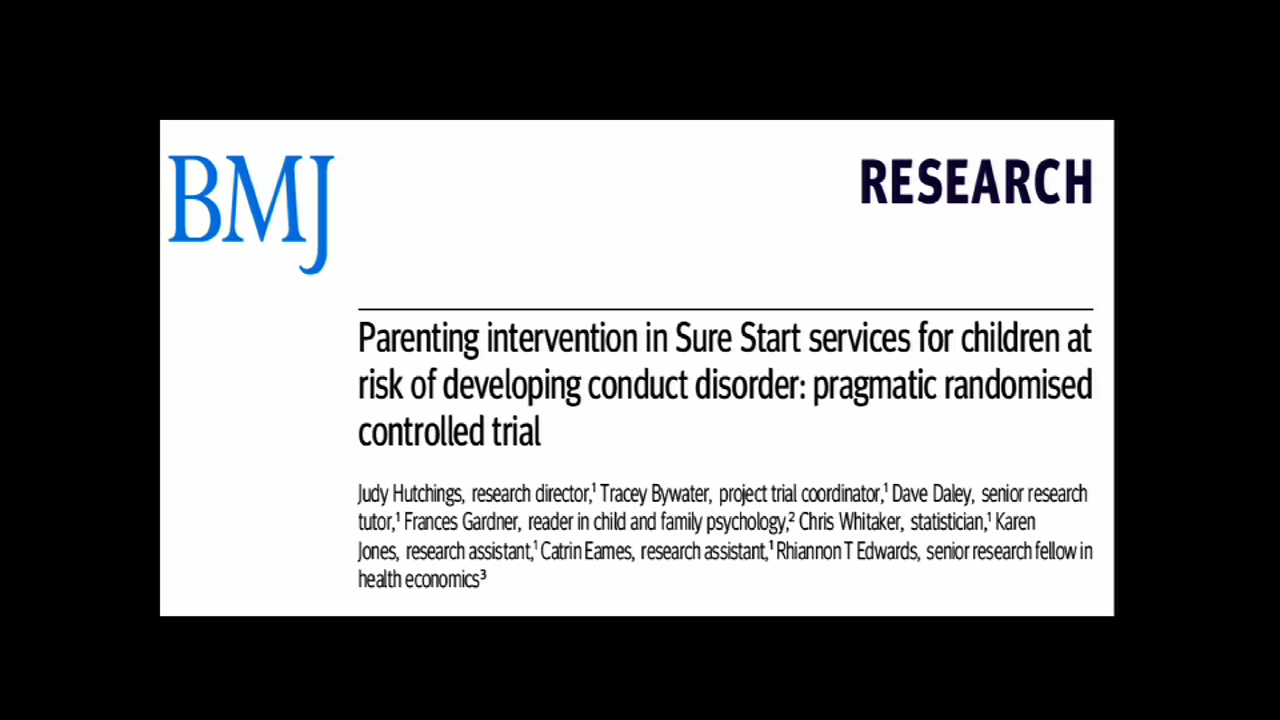 BMJ
RESEARCH
Parenting intervention in Sure Start services for children at
risk of developing conduct disorder: pragmatic randomised
controlled trial
Judy Hutchings, research director,¹ Tracey Bywater, project trial coordinator,¹ Dave Daley, senior research
tutor,¹ Frances Gardner, reader in child and family psychology,² Chris Whitaker, statistician,¹ Karen
Jones, research assistant,¹ Catrin Eames, research assistant,¹ Rhiannon T Edwards, senior research fellow in
health economics³